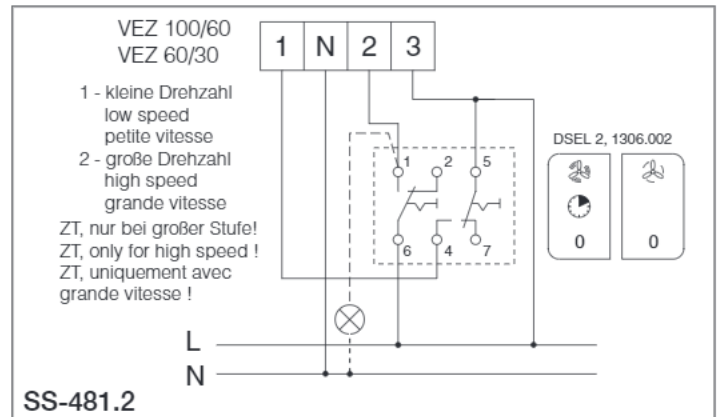 VEZ 100/60
VEZ 60/30
1 N 2 3
1 - kleine Drehzahl
low speed
petite vitesse
2 - große Drehzahl
high speed
grande vitesse
ZT, nur bei großer Stufe!
ZT, only for high speed !
ZT, uniquement avec
grande vitesse !
DSEL 2, 1306.002
1 2 5
6 4 7
0 0
L
N
SS-481.2